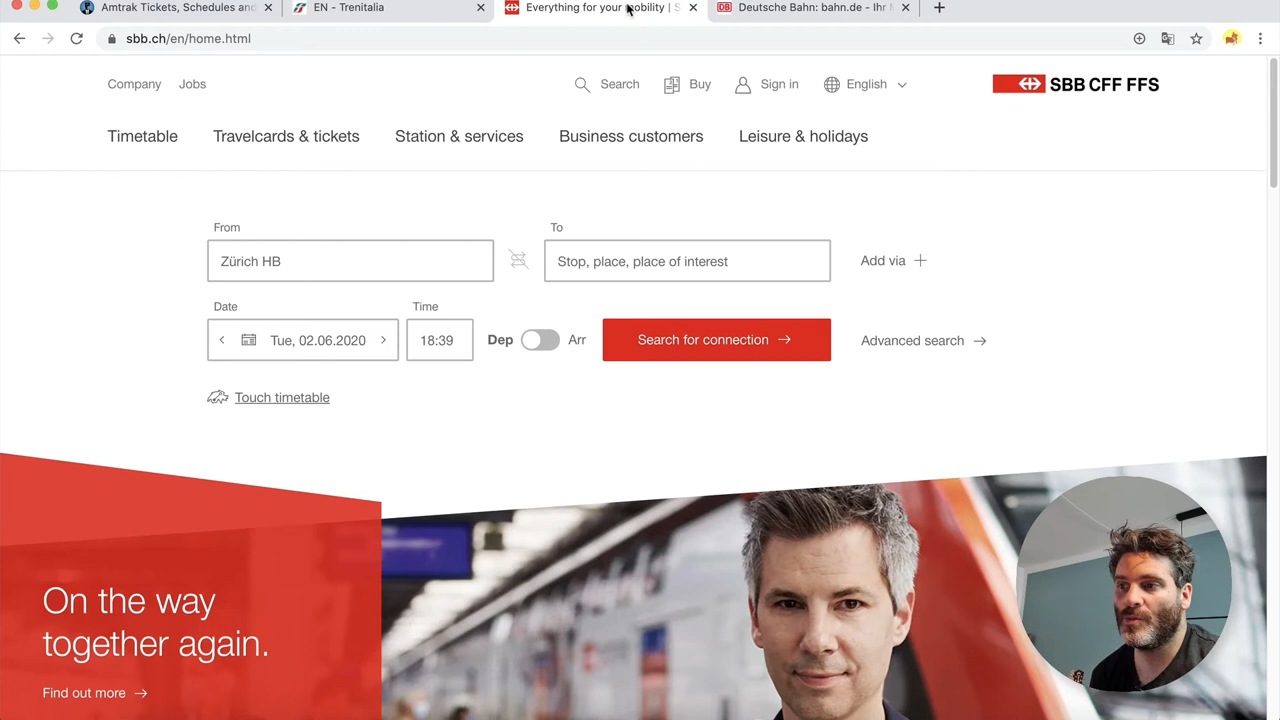 Amtrak Tickets, Schedules and
EN - Trenitalia
Everything for your mobility | S
Deutsche Bahn: bahn.de - Ihr M
sbb.ch/en/home.html
Company
Jobs
Search
Buy
Sign in
English
SBB CFF FFS
Timetable
Travelcards & tickets
Station & services
Business customers
Leisure & holidays
From
To
Zürich HB
Stop, place, place of interest
Add via
Date
Time
Tue, 02.06.2020
18:39
Dep
Arr
Search for connection
Advanced search
Touch timetable
On the way
together again.
Find out more